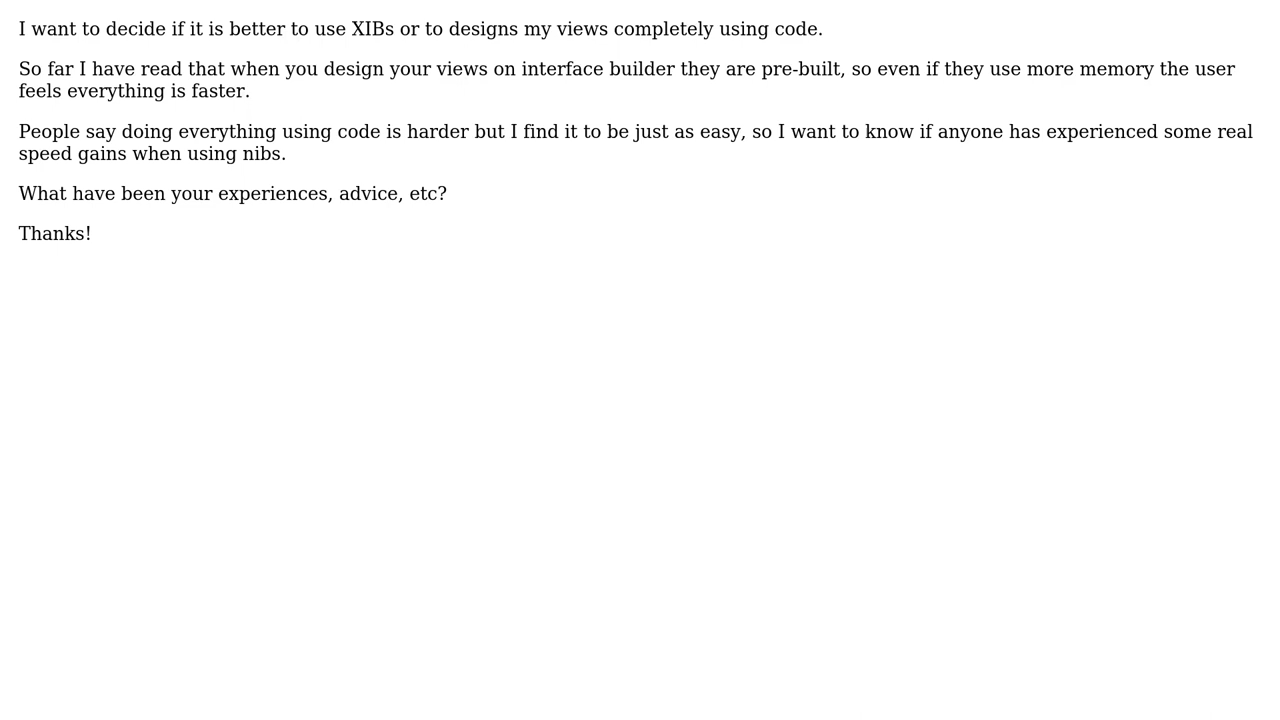 I want to decide if it is better to use XIBs or to designs my views completely using code.
So far I have read that when you design your views on interface builder they are pre-built, so even if they use more memory the user
feels everything is faster.
People say doing everything using code is harder but I find it to be just as easy, so I want to know if anyone has experienced some real
speed gains when using nibs.
What have been your experiences, advice, etc?
Thanks!